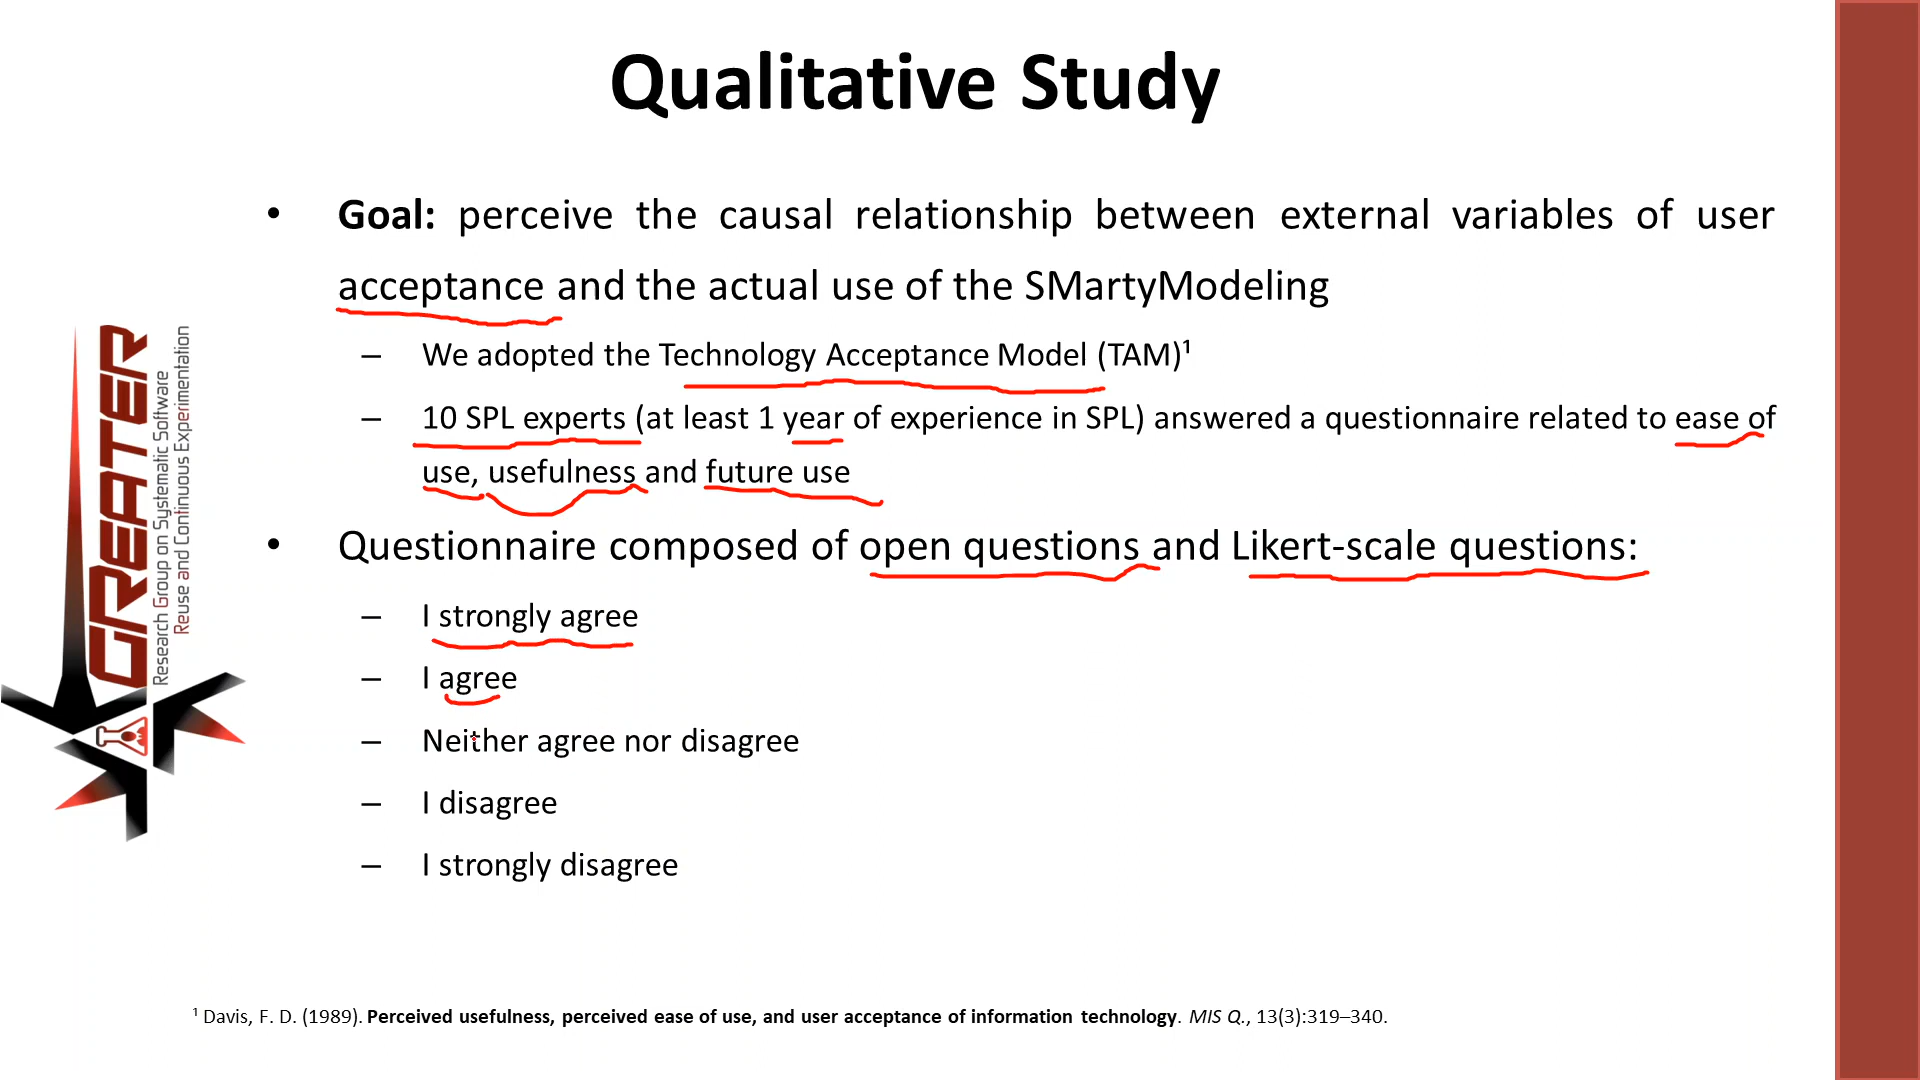 Qualitative Study
• Goal: perceive the causal relationship between external variables of user
acceptance and the actual use of the SMartyModeling
– We adopted the Technology Acceptance Model (TAM)¹
– 10 SPL experts (at least 1 year of experience in SPL) answered a questionnaire related to ease of
use, usefulness and future use
• Questionnaire composed of open questions and Likert-scale questions:
– I strongly agree
– I agree
– Neither agree nor disagree
– I disagree
– I strongly disagree
GREATER
Research Group on Systematic Software
Reuse and Continuous Experimentation
¹ Davis, F. D. (1989). Perceived usefulness, perceived ease of use, and user acceptance of information technology. MIS Q., 13(3):319–340.